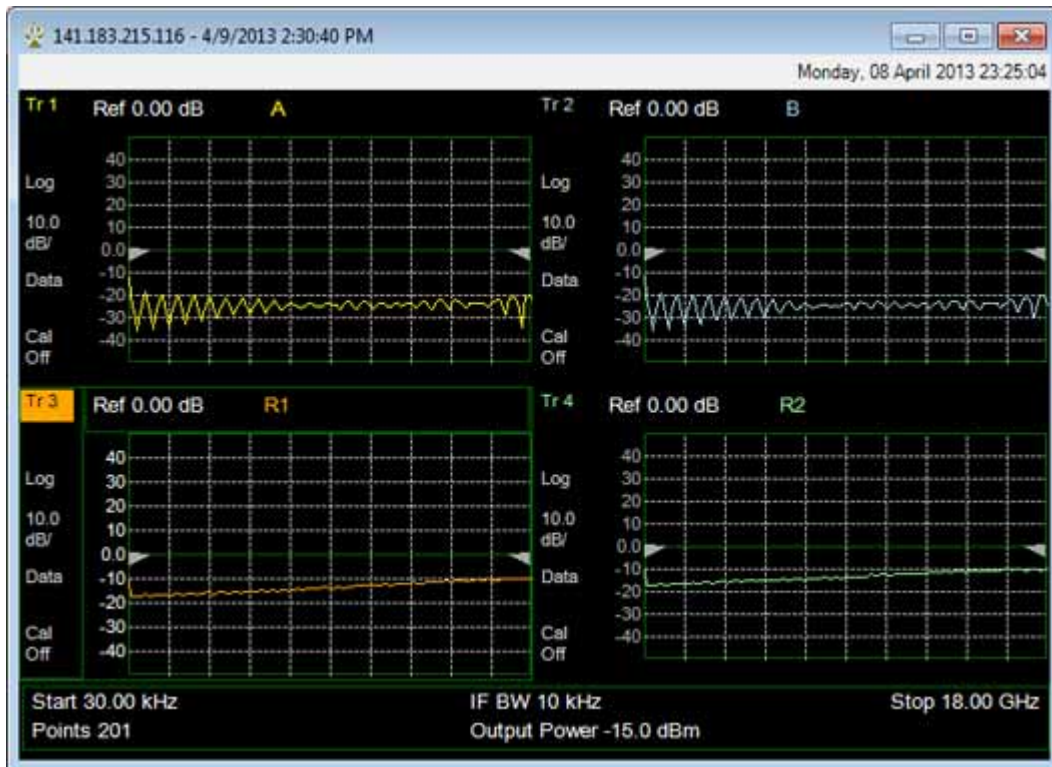 141.183.215.116 - 4/9/2013 2:30:40 PM
Monday, 08 April 2013 23:25:04
Tr 1 Ref 0.00 dB A
40
Log 30
20
10.0 10
dB/ 0.0
Data -10
-20
-30
Cal -40
Off
Tr 2 Ref 0.00 dB B
40
Log 30
20
10.0 10
dB/ 0.0
Data -10
-20
-30
Cal -40
Off
Tr 3 Ref 0.00 dB R1
40
Log 30
20
10.0 10
dB/ 0.0
Data -10
-20
-30
Cal -40
Off
Tr 4 Ref 0.00 dB R2
40
Log 30
20
10.0 10
dB/ 0.0
Data -10
-20
-30
Cal -40
Off
Start 30.00 kHz IF BW 10 kHz Stop 18.00 GHz
Points 201 Output Power -15.0 dBm